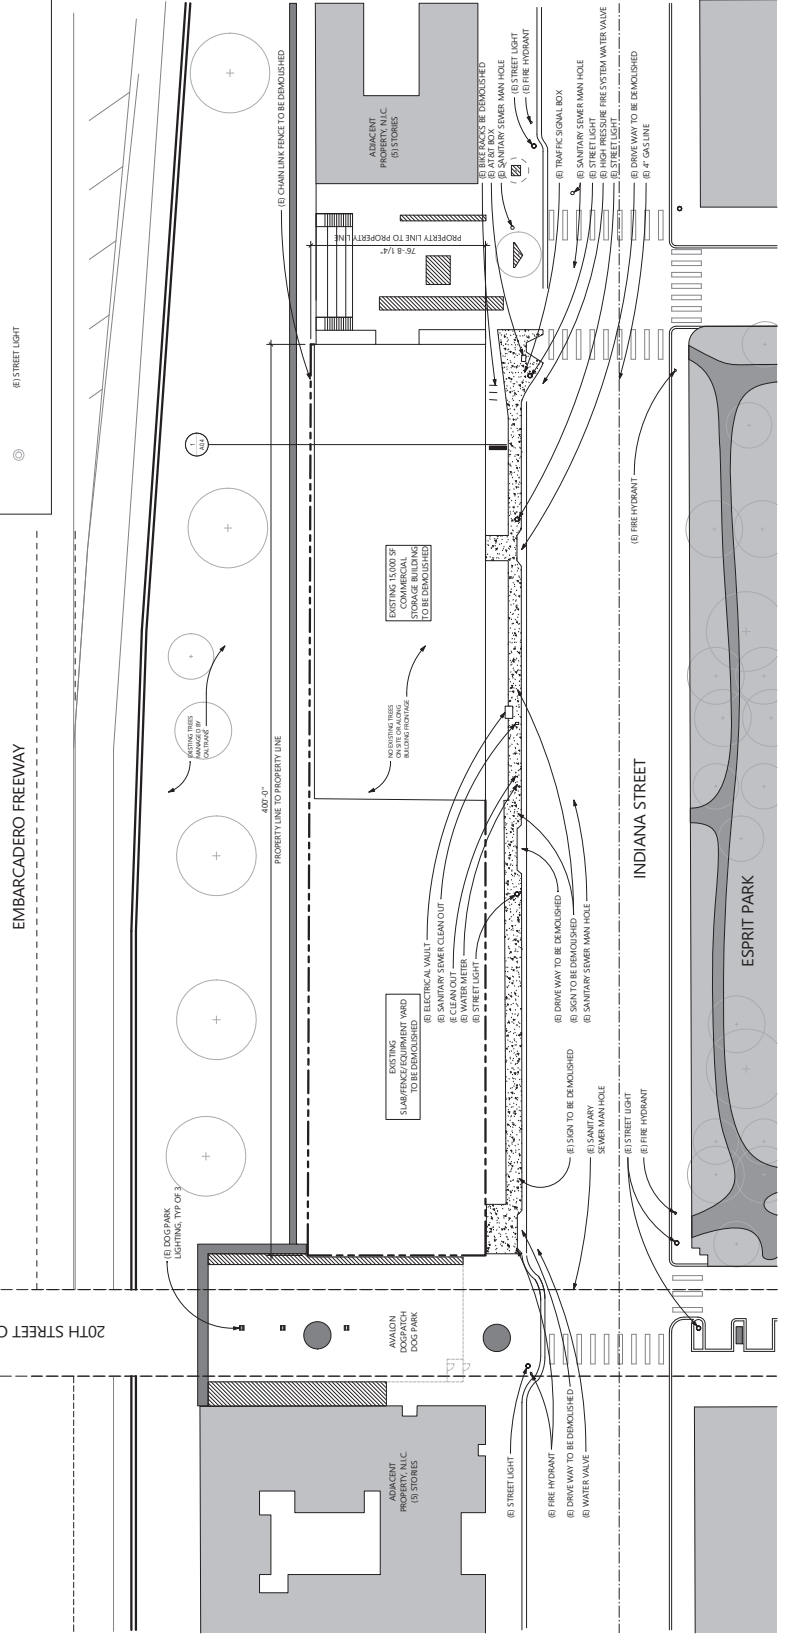 (E) STREET LIGHT
EMBARCADERO FREEWAY
20TH STREET O
(E) CHAIN LINK FENCE TO BE DEMOLISHED
ADJACENT
PROPERTY, N.I.C.
(5) STORIES
(E) BIKE RACKS BE DEMOLISHED
(E) AT&T BOX
(E) SANITARY SEWER MAN HOLE
(E) STREET LIGHT
(E) FIRE HYDRANT
(E) TRAFFIC SIGNAL BOX
(E) SANITARY SEWER MAN HOLE
(E) STREET LIGHT
(E) HIGH PRESSURE FIRE SYSTEM WATER VALVE
(E) STREET LIGHT
(E) DRIVE WAY TO BE DEMOLISHED
(E) 4" GAS LINE
76'-8 1/4"
PROPERTY LINE TO PROPERTY LINE
1
A04
EXISTING 15,000 SF
COMMERCIAL
STORAGE BUILDING
TO BE DEMOLISHED
(E) FIRE HYDRANT
EXISTING TREES
MANAGED BY
CALTRANS
400'-0"
PROPERTY LINE TO PROPERTY LINE
NO EXISTING TREES
ON SITE OR ALONG
BUILDING FRONTAGE
INDIANA STREET
ESPRIT PARK
EXISTING
SLAB/FENCE/EQUIPMENT YARD
TO BE DEMOLISHED
(E) ELECTRICAL VAULT
(E) SANITARY SEWER CLEAN OUT
(E CLEAN OUT
(E) WATER METER
(E) STREET LIGHT
(E) DRIVE WAY TO BE DEMOLISHED
(E) SIGN TO BE DEMOLISHED
(E) SANITARY SEWER MAN HOLE
(E) SIGN TO BE DEMOLISHED
(E) SANITARY
SEWER MAN HOLE
(E) STREET LIGHT
(E) FIRE HYDRANT
(E) DOG PARK
LIGHTING, TYP OF 3
AVALON
DOGPATCH
DOG PARK
ADJACENT
PROPERTY, N.I.C.
(5) STORIES
(E) STREET LIGHT
(E) FIRE HYDRANT
(E) DRIVE WAY TO BE DEMOLISHED
(E) WATER VALVE